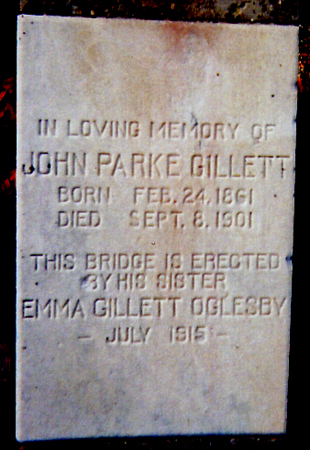 IN LOVING MEMORY OF
JOHN PARKE GILLETT
BORN FEB. 24, 1861
DIED SEPT. 8, 1901
THIS BRIDGE IS ERECTED
BY HIS SISTER
EMMA GILLETT OGLESBY
- JULY 1915 -